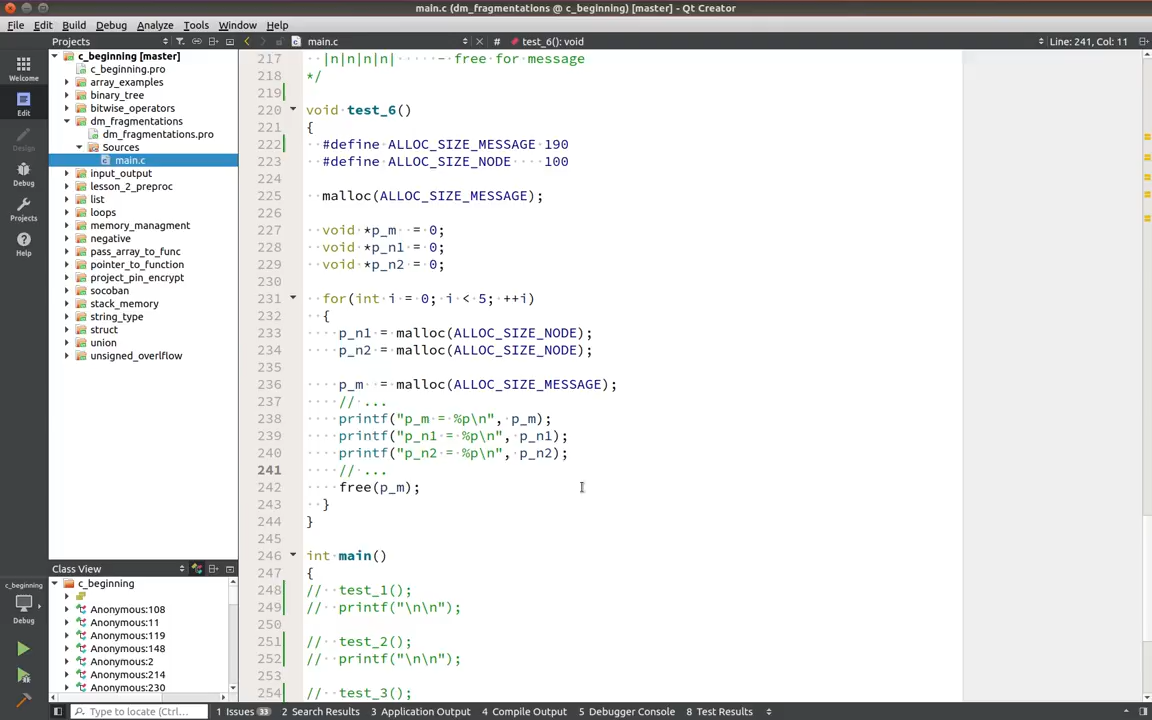 main.c (dm_fragmentations @ c_beginning) [master] - Qt Creator
File Edit Build Debug Analyze Tools Window Help
Projects main.c # test_6(): void Line: 241, Col: 11
Welcome
Edit
Design
Debug
Projects
Help
c_beginning
Debug
c_beginning [master]
c_beginning.pro
array_examples
binary_tree
bitwise_operators
dm_fragmentations
dm_fragmentations.pro
Sources
main.c
input_output
lesson_2_preproc
list
loops
memory_managment
negative
pass_array_to_func
pointer_to_function
project_pin_encrypt
socoban
stack_memory
string_type
struct
union
unsigned_overlflow
Class View
c_beginning
Anonymous:108
Anonymous:11
Anonymous:119
Anonymous:148
Anonymous:2
Anonymous:214
Anonymous:230
217 |n|n|n|n| - free for message
218 */
219
220 void test_6()
221 {
222 #define ALLOC_SIZE_MESSAGE 190
223 #define ALLOC_SIZE_NODE 100
224
225 malloc(ALLOC_SIZE_MESSAGE);
226
227 void *p_m = 0;
228 void *p_n1 = 0;
229 void *p_n2 = 0;
230
231 for(int i = 0; i < 5; ++i)
232 {
233 p_n1 = malloc(ALLOC_SIZE_NODE);
234 p_n2 = malloc(ALLOC_SIZE_NODE);
235
236 p_m = malloc(ALLOC_SIZE_MESSAGE);
237 // ...
238 printf("p_m = %p\n", p_m);
239 printf("p_n1 = %p\n", p_n1);
240 printf("p_n2 = %p\n", p_n2);
241 // ...
242 free(p_m);
243 }
244 }
245
246 int main()
247 {
248 // test_1();
249 // printf("\n\n");
250
251 // test_2();
252 // printf("\n\n");
253
254 // test_3();
Type to locate (Ctrl... 1 Issues 33 2 Search Results 3 Application Output 4 Compile Output 5 Debugger Console 8 Test Results